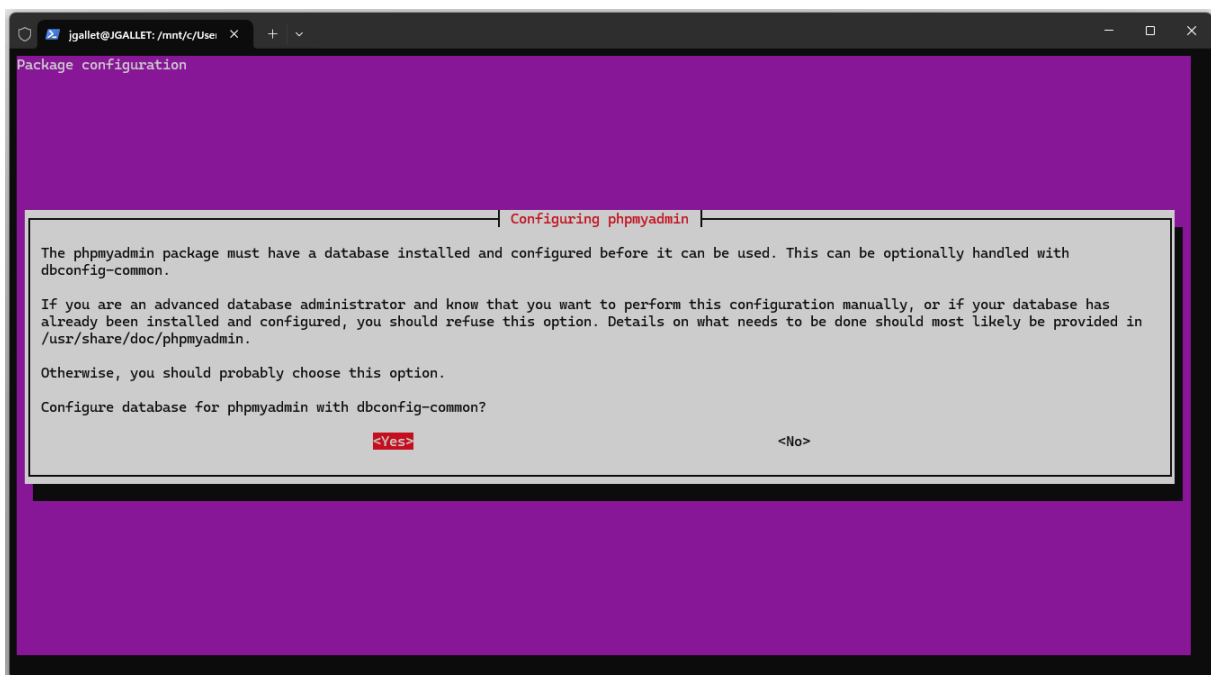 jgallet@JGALLET: /mnt/c/Use
Package configuration
Configuring phpmyadmin
The phpmyadmin package must have a database installed and configured before it can be used. This can be optionally handled with
dbconfig-common.
If you are an advanced database administrator and know that you want to perform this configuration manually, or if your database has
already been installed and configured, you should refuse this option. Details on what needs to be done should most likely be provided in
/usr/share/doc/phpmyadmin.
Otherwise, you should probably choose this option.
Configure database for phpmyadmin with dbconfig-common?
<Yes> <No>